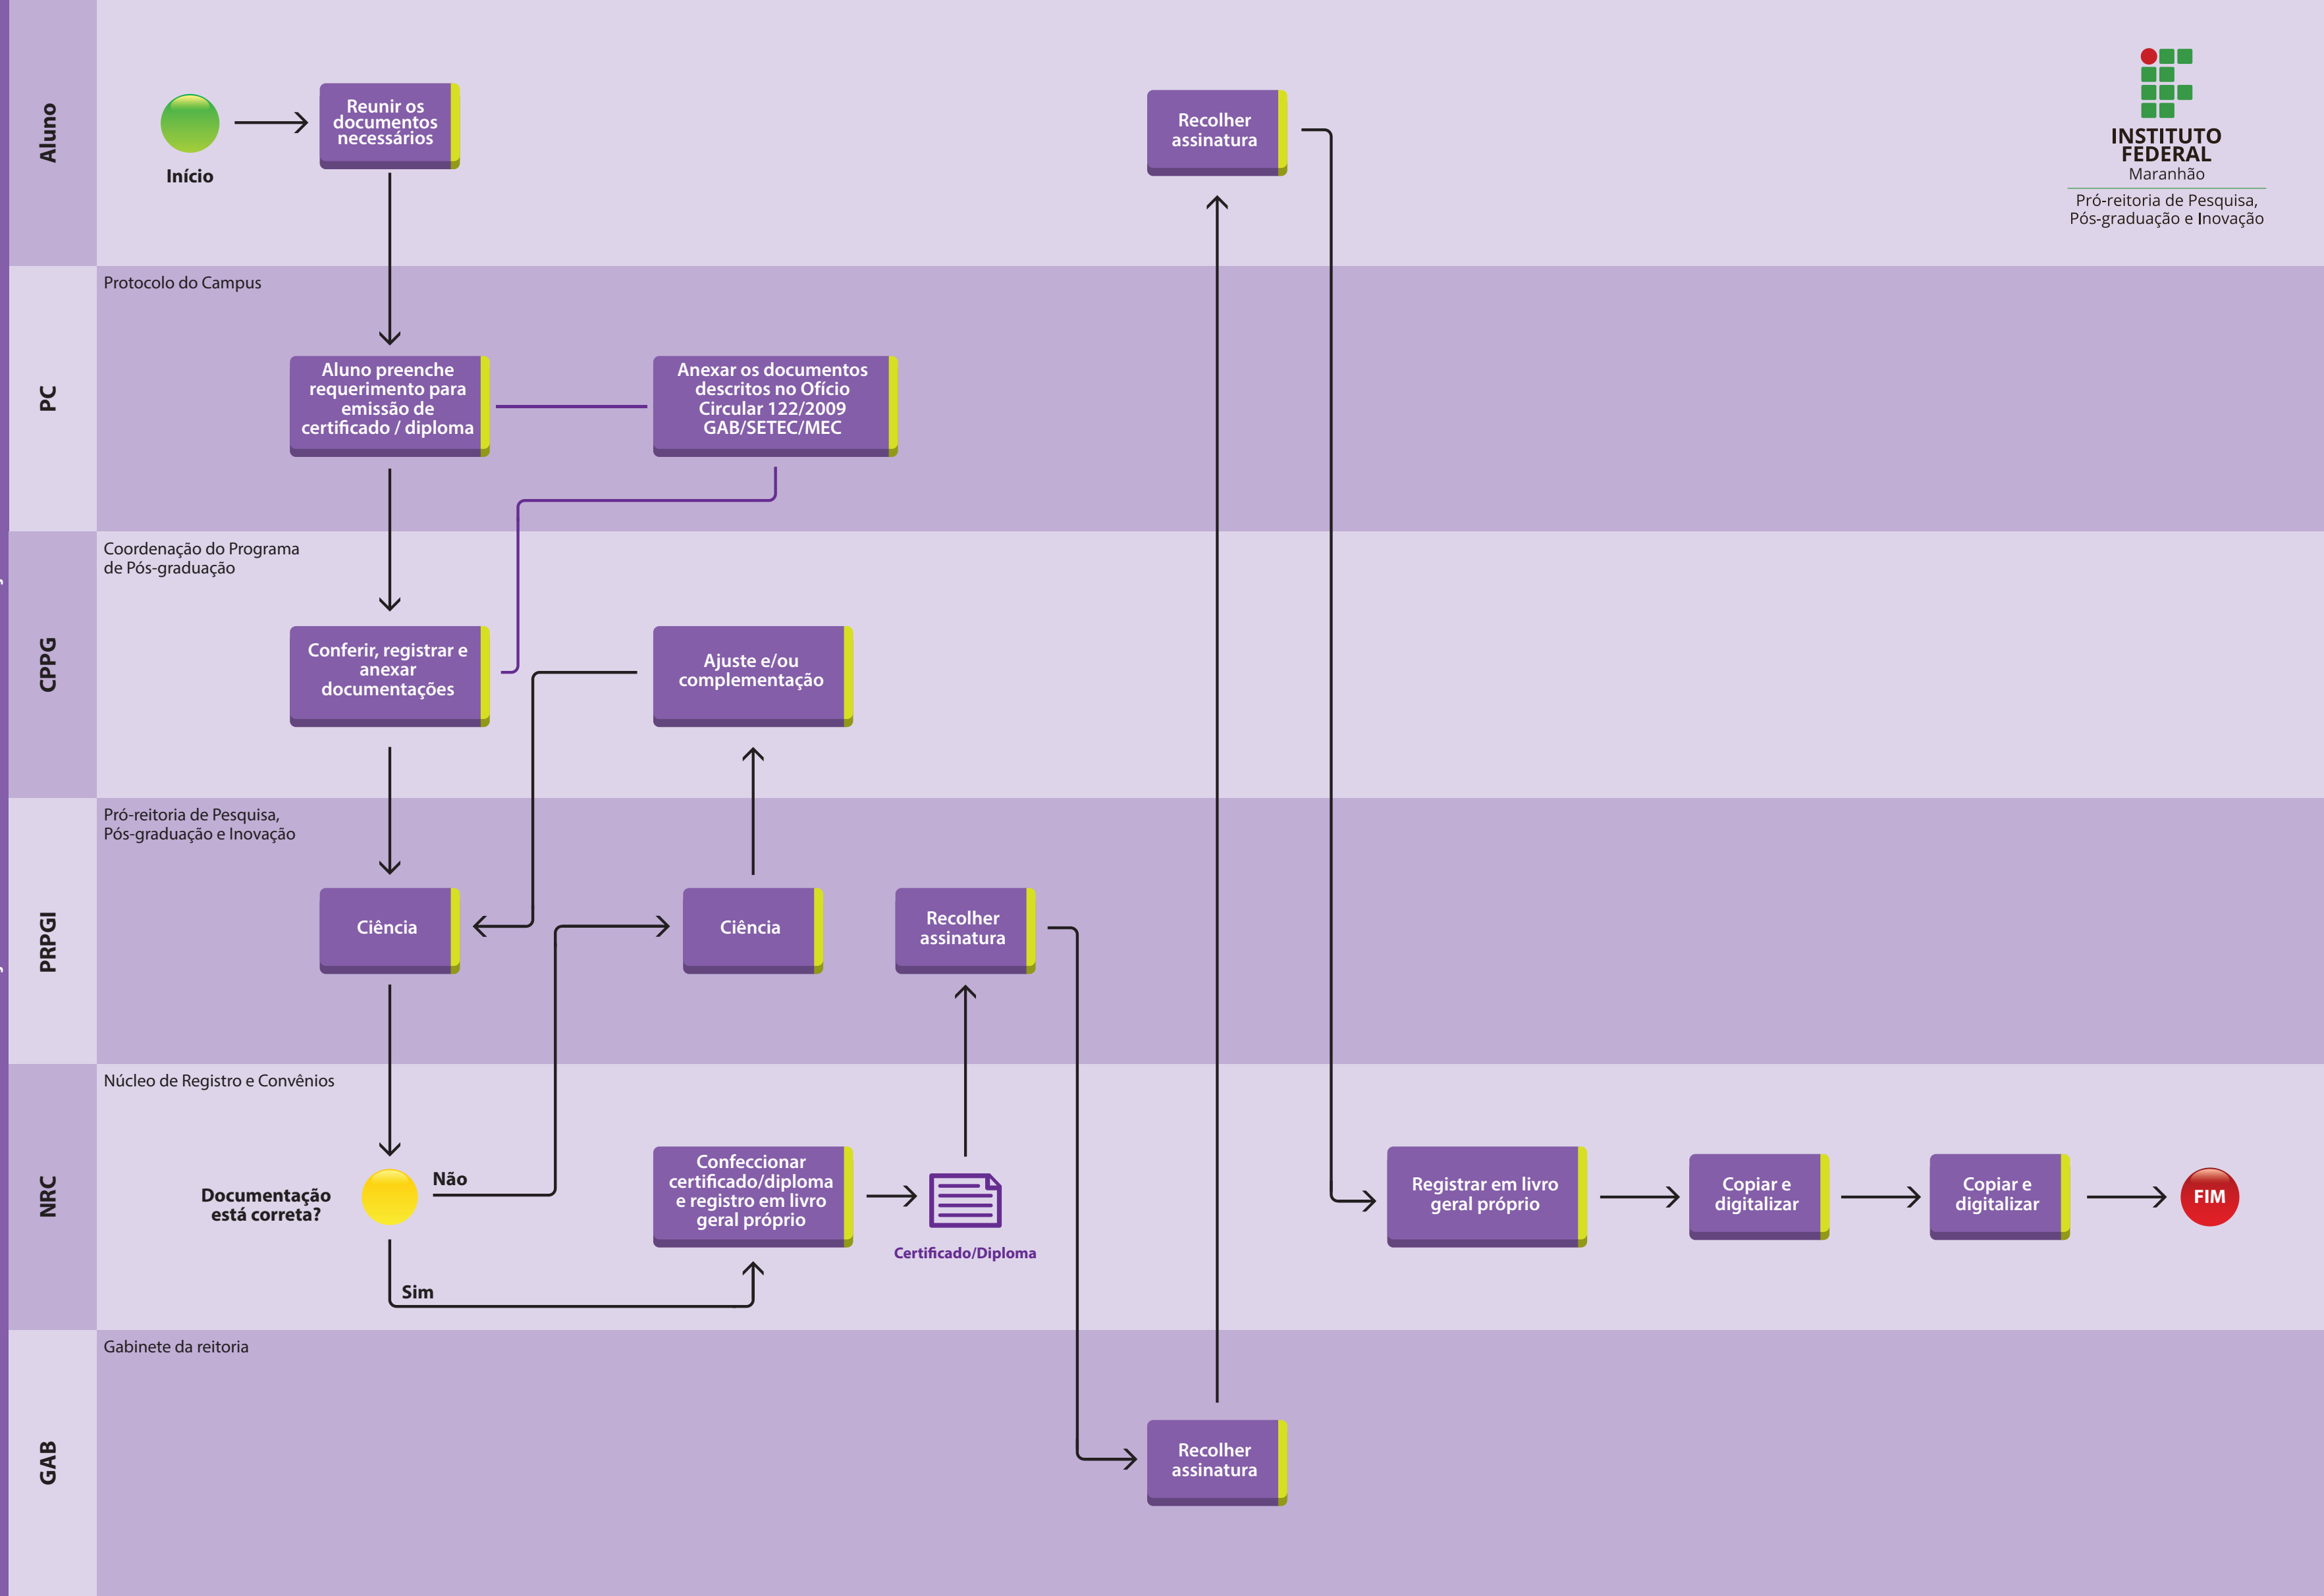 Aluno
Início
Reunir os
documentos
necessários
Recolher
assinatura
INSTITUTO
FEDERAL
Maranhão
Pró-reitoria de Pesquisa,
Pós-graduação e Inovação
PC
Protocolo do Campus
Aluno preenche
requerimento para
emissão de
certificado / diploma
Anexar os documentos
descritos no Ofício
Circular 122/2009
GAB/SETEC/MEC
CPPG
Coordenação do Programa
de Pós-graduação
Conferir, registrar e
anexar
documentações
Ajuste e/ou
complementação
PRPGI
Pró-reitoria de Pesquisa,
Pós-graduação e Inovação
Ciência
Ciência
Recolher
assinatura
NRC
Núcleo de Registro e Convênios
Documentação
está correta?
Não
Sim
Confeccionar
certificado/diploma
e registro em livro
geral próprio
Certificado/Diploma
Registrar em livro
geral próprio
Copiar e
digitalizar
Copiar e
digitalizar
FIM
GAB
Gabinete da reitoria
Recolher
assinatura